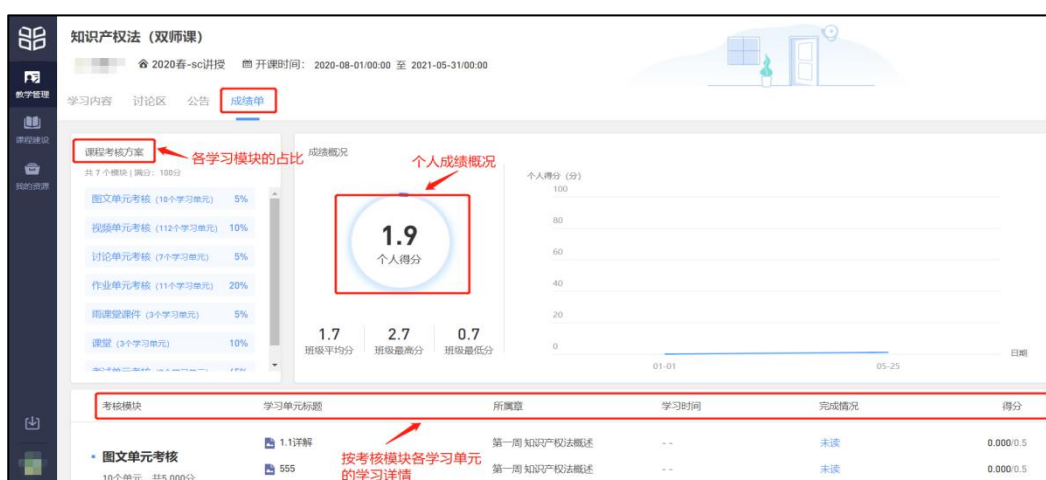 知识产权法（双师课）
2020春-sc讲授 开课时间： 2020-08-01/00:00 至 2021-05-31/00:00
教学管理
课程建设
我的资源
学习内容 讨论区 公告 成绩单
课程考核方案
各学习模块的占比
共 7 个模块 | 满分：100分
图文单元考核 (10个学习单元) 5%
视频单元考核 (112个学习单元) 10%
讨论单元考核 (7个学习单元) 5%
作业单元考核 (11个学习单元) 20%
雨课堂课件 (3个学习单元) 5%
课堂 (3个学习单元) 10%
成绩概况
个人成绩概况
1.9
个人得分
1.7 2.7 0.7
班级平均分 班级最高分 班级最低分
个人得分（分）
100
80
60
40
20
0
日期
01-01 05-25
考核模块 学习单元标题 所属章 学习时间 完成情况 得分
图文单元考核
10个单元，共5.000分
1.1详解 第一周 知识产权法概述 - - 未读 0.000/0.5
555 第一周 知识产权法概述 - - 未读 0.000/0.5
按考核模块各学习单元
的学习详情